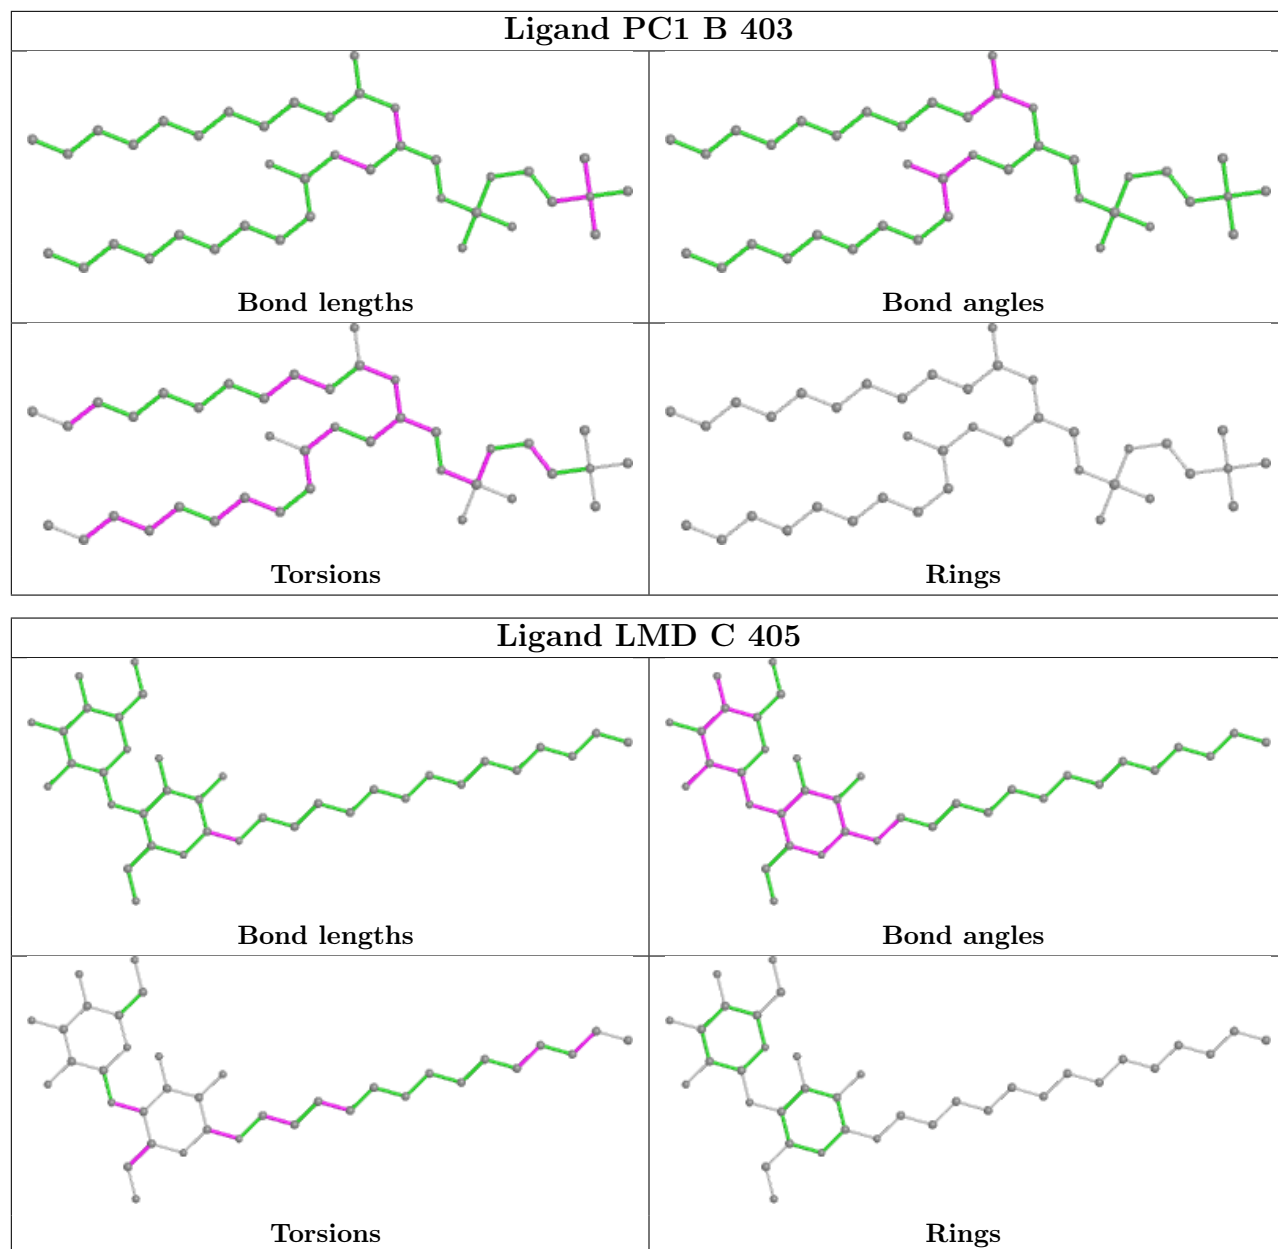 Ligand PC1 B 403
Bond lengths
Bond angles
Torsions
Rings
Ligand LMD C 405
Bond lengths
Bond angles
Torsions
Rings